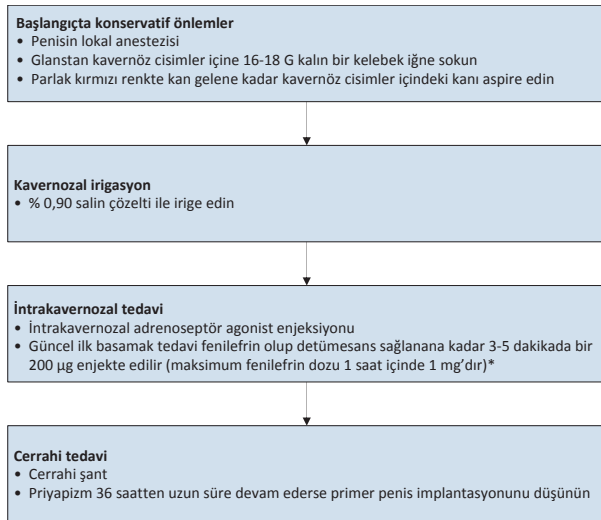 Başlangıçta konservatif önlemler
• Penisin lokal anestezisi
• Glanstan kavernöz cisimler içine 16-18 G kalın bir kelebek iğne sokun
• Parlak kırmızı renkte kan gelene kadar kavernöz cisimler içindeki kanı aspire edin
Kavernozal irigasyon
• % 0,90 salin çözelti ile irige edin
İntrakavernozal tedavi
• İntrakavernozal adrenoseptör agonist enjeksiyonu
• Güncel ilk basamak tedavi fenilefrin olup detümesans sağlanana kadar 3-5 dakikada bir
200 µg enjekte edilir (maksimum fenilefrin dozu 1 saat içinde 1 mg’dır)*
Cerrahi tedavi
• Cerrahi şant
• Priyapizm 36 saatten uzun süre devam ederse primer penis implantasyonunu düşünün